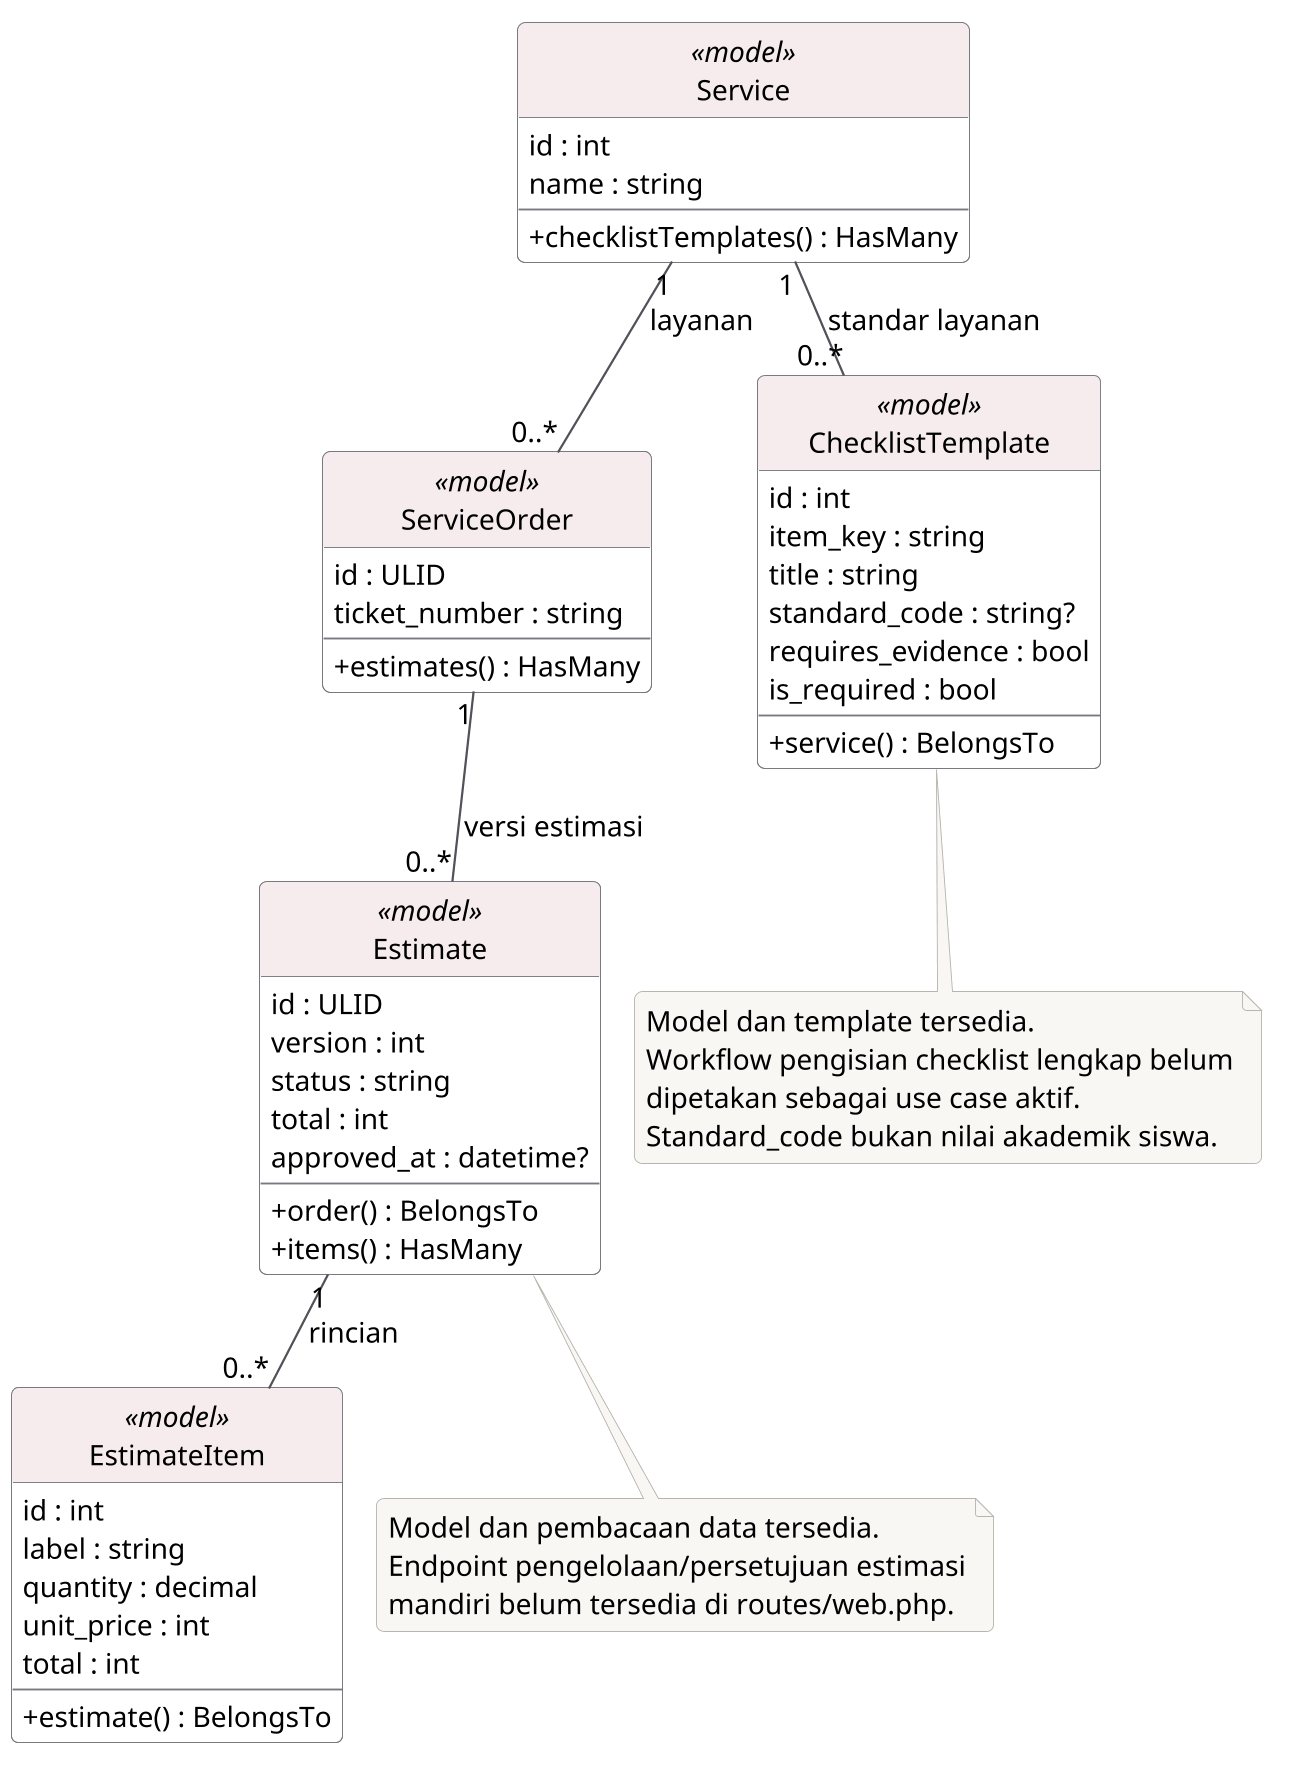 «model»
Service
id : int
name : string
+checklistTemplates() : HasMany
1
1
layanan
standar layanan
0..*
0..*
«model»
ChecklistTemplate
id : int
item_key : string
title : string
standard_code : string?
requires_evidence : bool
is_required : bool
+service() : BelongsTo
«model»
ServiceOrder
id : ULID
ticket_number : string
+estimates() : HasMany
1
versi estimasi
0..*
«model»
Estimate
id : ULID
version : int
status : string
total : int
approved_at : datetime?
+order() : BelongsTo
+items() : HasMany
Model dan template tersedia.
Workflow pengisian checklist lengkap belum
dipetakan sebagai use case aktif.
Standard_code bukan nilai akademik siswa.
1
rincian
0..*
«model»
EstimateItem
id : int
label : string
quantity : decimal
unit_price : int
total : int
+estimate() : BelongsTo
Model dan pembacaan data tersedia.
Endpoint pengelolaan/persetujuan estimasi
mandiri belum tersedia di routes/web.php.